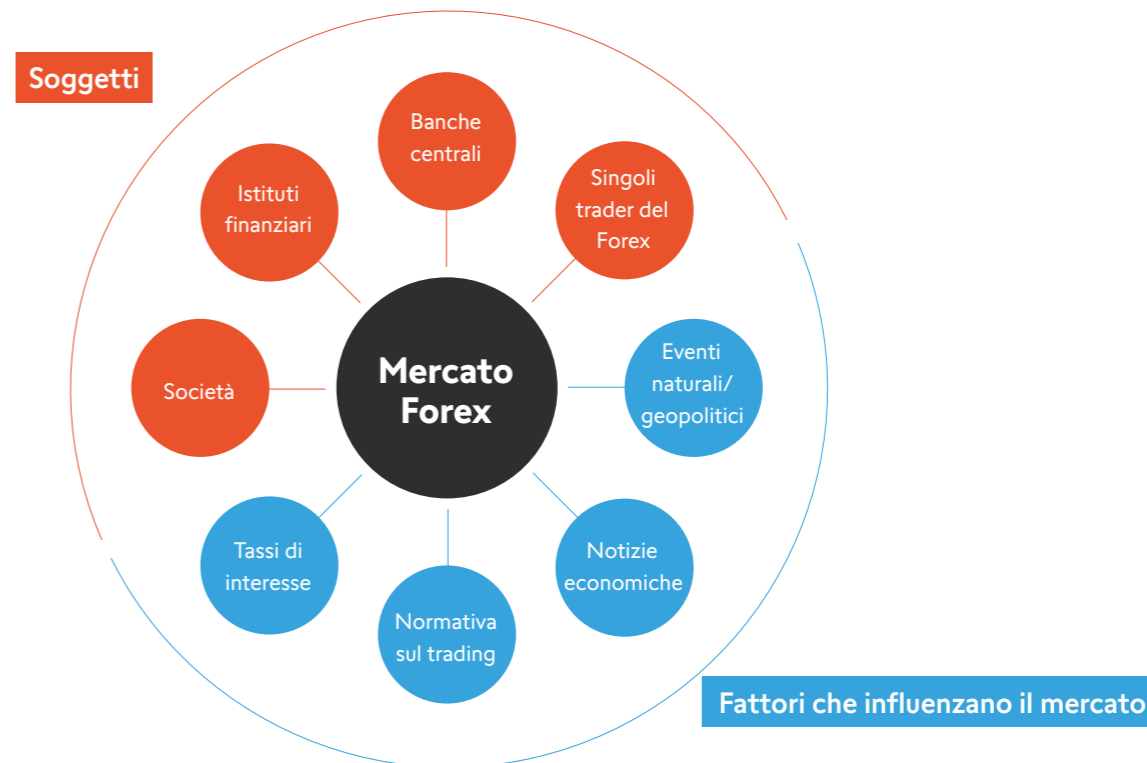 Soggetti
Banche
centrali
Istituti
finanziari
Singoli
trader del
Forex
Società
Mercato
Forex
Eventi
naturali/
geopolitici
Tassi di
interesse
Normativa
sul trading
Notizie
economiche
Fattori che influenzano il mercato